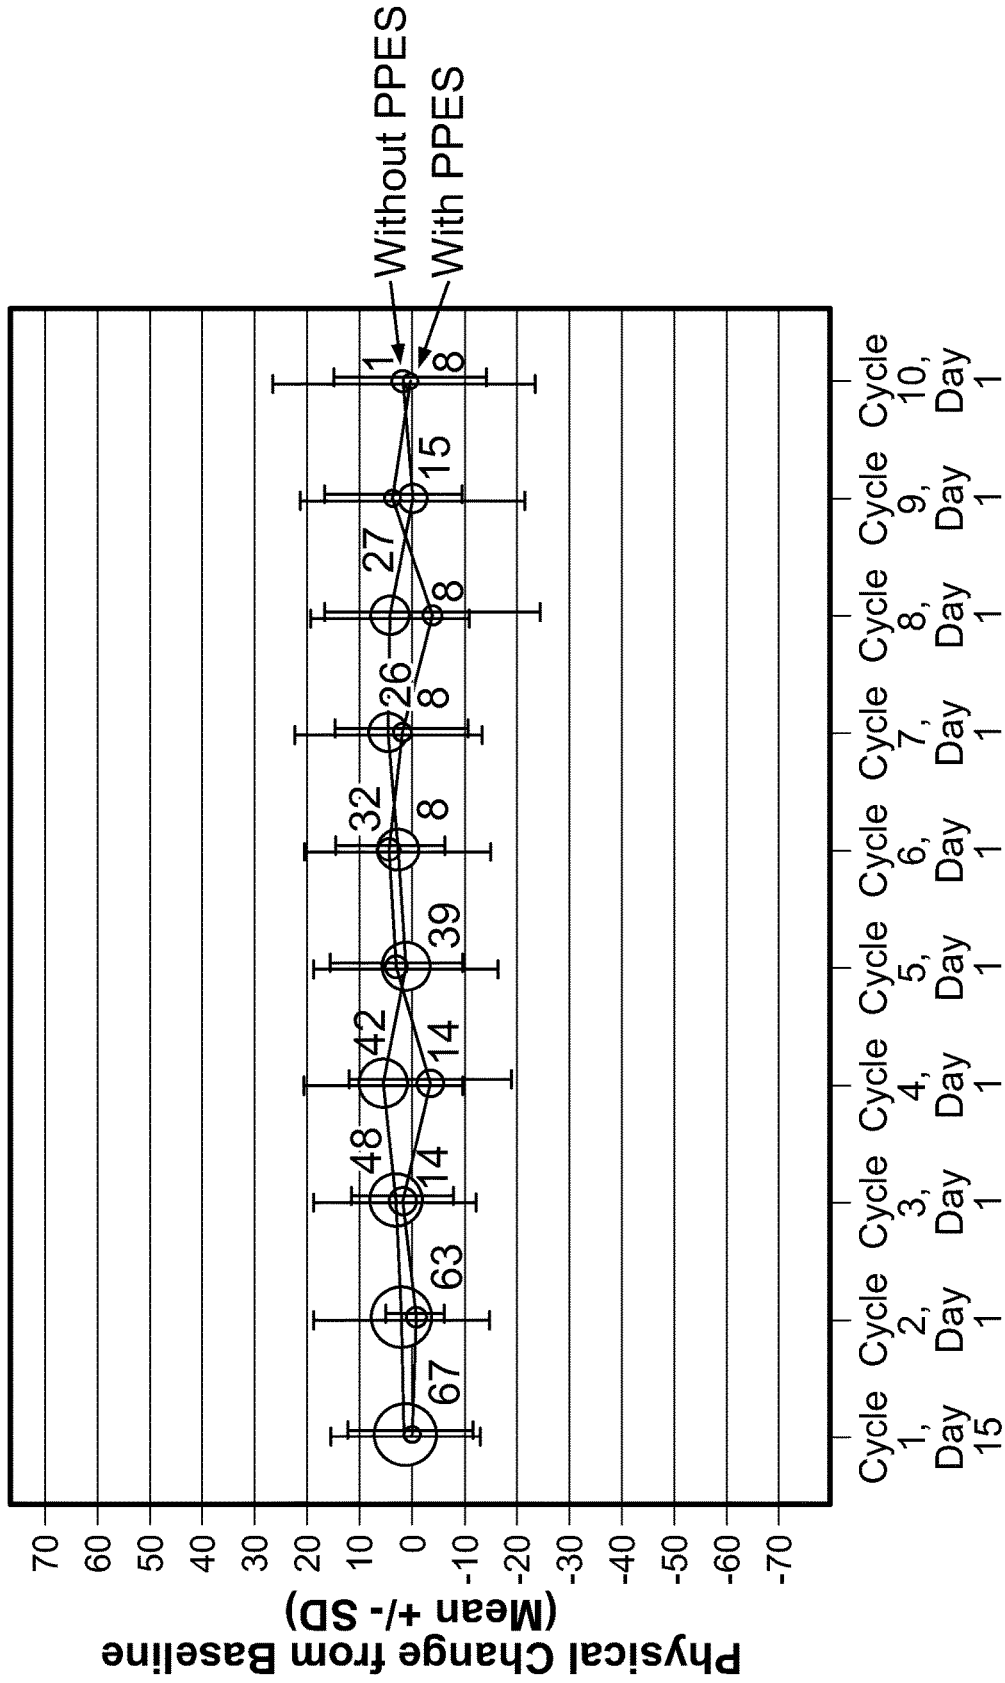 Physical Change from Baseline
(Mean +/- SD)
70
60
50
40
30
20
10
0
-10
-20
-30
-40
-50
-60
-70
67
63
48
14
42
14
39
32
8
26
8
27
8
15
1
8
Without PPES
With PPES
Cycle
1,
Day
15
Cycle
2,
Day
1
Cycle
3,
Day
1
Cycle
4,
Day
1
Cycle
5,
Day
1
Cycle
6,
Day
1
Cycle
7,
Day
1
Cycle
8,
Day
1
Cycle
9,
Day
1
Cycle
10,
Day
1